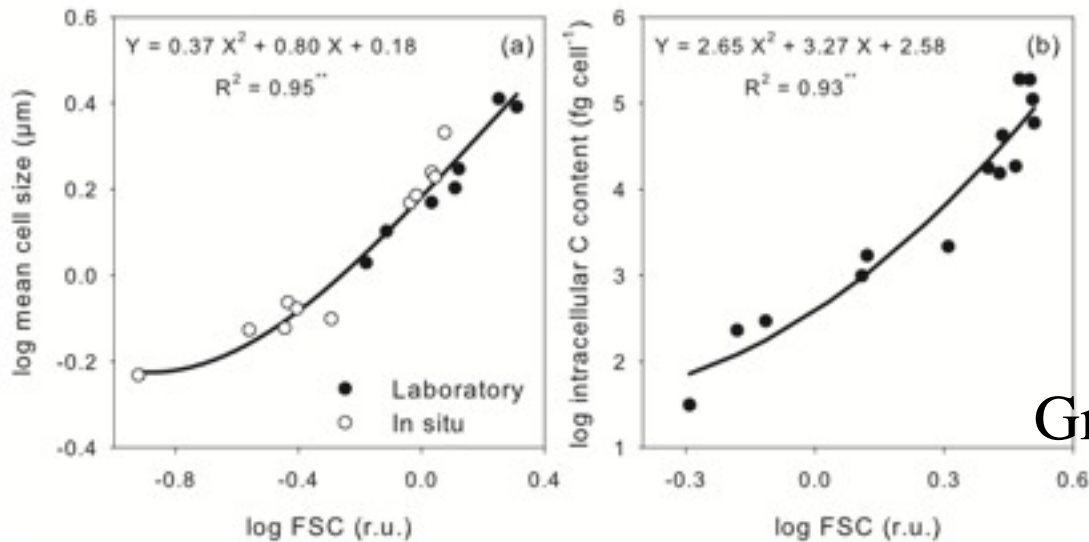 Y = 0.37 X² + 0.80 X + 0.18
(a)
R² = 0.95**
log mean cell size (µm)
0.6
0.4
0.2
0.0
-0.2
-0.4
Laboratory
In situ
-0.8
-0.4
0.0
0.4
log FSC (r.u.)
Y = 2.65 X² + 3.27 X + 2.58
(b)
R² = 0.93**
log intracellular C content (fg cell⁻¹)
6
5
4
3
2
1
-0.3
0.0
0.3
0.6
log FSC (r.u.)